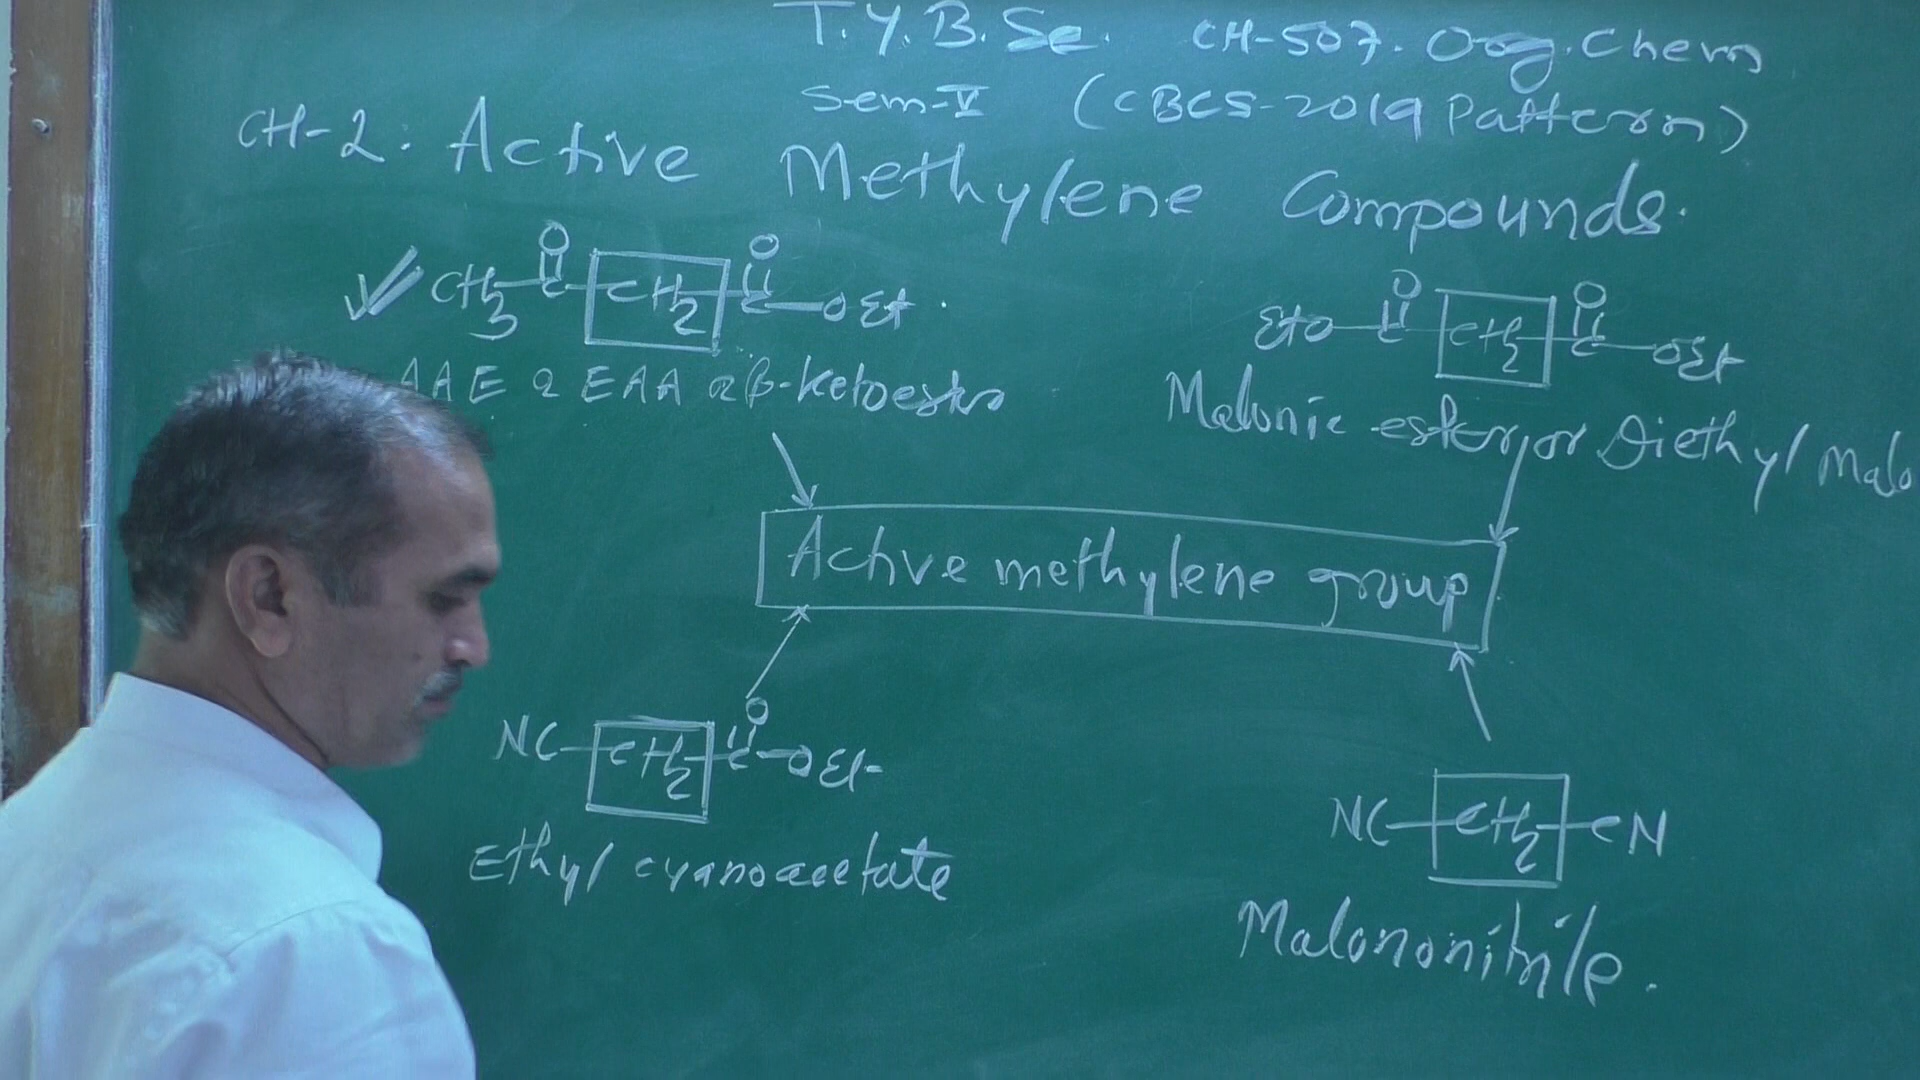 T.Y.B.Sc. CH-507. Org. Chem
Sem-V (CBCS-2019 Pattern)
CH-2: Active Methylene Compounds.
O O
CH3-C-CH2-C-OEt.
AAE or EAA or β-Ketoester
O O
EtO-C-CH2-C-OEt
Malonic ester or Diethyl Malo
Active methylene group
O
NC-CH2-C-OEt
Ethyl cyanoacetate
NC-CH2-CN
Malononitrile.